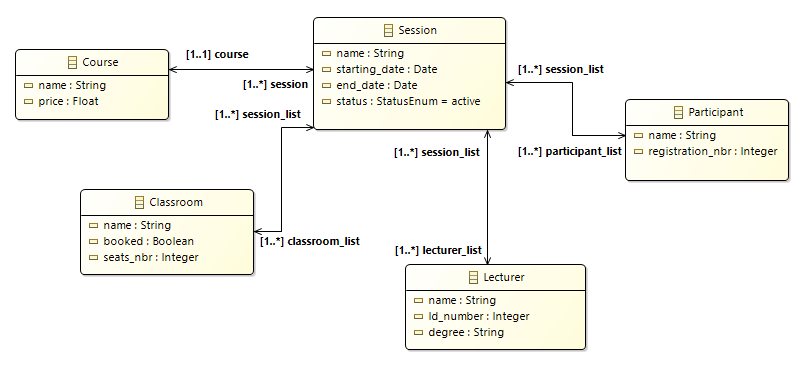 Session
name : String
starting_date : Date
end_date : Date
status : StatusEnum = active
[1..1] course
[1..*] session
Course
name : String
price : Float
[1..*] session_list
[1..*] session_list
Participant
name : String
registration_nbr : Integer
[1..*] participant_list
[1..*] session_list
Classroom
name : String
booked : Boolean
seats_nbr : Integer
[1..*] classroom_list
[1..*] lecturer_list
Lecturer
name : String
Id_number : Integer
degree : String